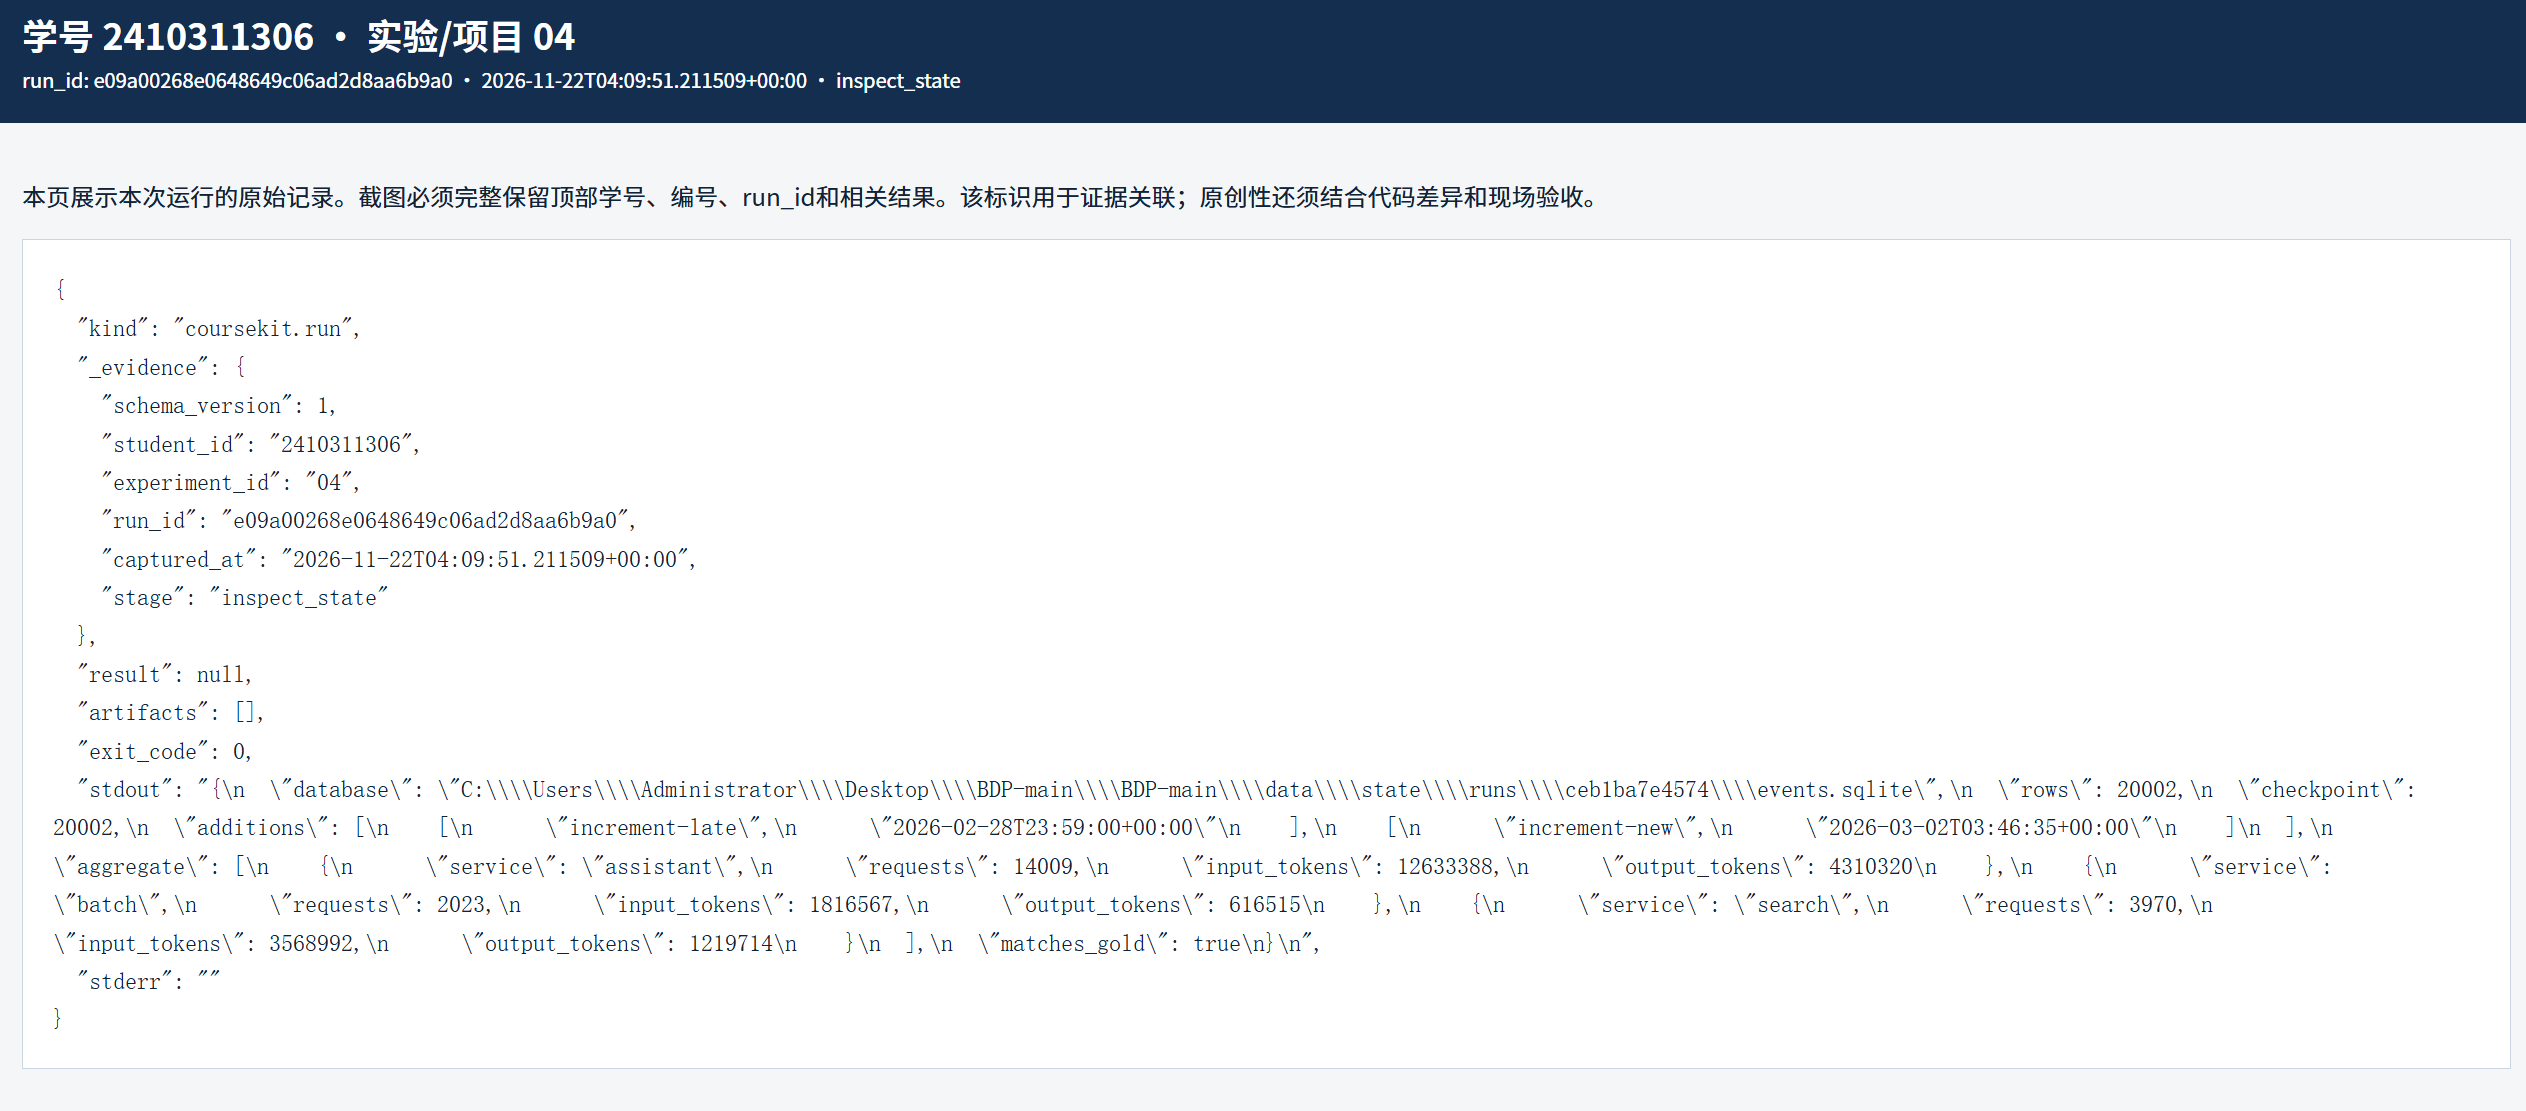 学号 2410311306 · 实验/项目 04
run_id: e09a00268e0648649c06ad2d8aa6b9a0 · 2026-11-22T04:09:51.211509+00:00 · inspect_state
本页展示本次运行的原始记录。截图必须完整保留顶部学号、编号、run_id和相关结果。该标识用于证据关联；原创性还须结合代码差异和现场验收。
{
  "kind": "coursekit.run",
  "_evidence": {
    "schema_version": 1,
    "student_id": "2410311306",
    "experiment_id": "04",
    "run_id": "e09a00268e0648649c06ad2d8aa6b9a0",
    "captured_at": "2026-11-22T04:09:51.211509+00:00",
    "stage": "inspect_state"
  },
  "result": null,
  "artifacts": [],
  "exit_code": 0,
  "stdout": "{\n  \"database\": \"C:\\\\Users\\\\Administrator\\\\Desktop\\\\BDP-main\\\\BDP-main\\\\data\\\\state\\\\runs\\\\ceb1ba7e4574\\\\events.sqlite\",\n  \"rows\": 20002,\n  \"checkpoint\":
20002,\n  \"additions\": [\n    [\n      \"increment-late\",\n      \"2026-02-28T23:59:00+00:00\"\n    ],\n    [\n      \"increment-new\",\n      \"2026-03-02T03:46:35+00:00\"\n    ]\n  ],\n
\"aggregate\": [\n    {\n      \"service\": \"assistant\",\n      \"requests\": 14009,\n      \"input_tokens\": 12633388,\n      \"output_tokens\": 4310320\n    },\n    {\n      \"service\":
\"batch\",\n      \"requests\": 2023,\n      \"input_tokens\": 1816567,\n      \"output_tokens\": 616515\n    },\n    {\n      \"service\": \"search\",\n      \"requests\": 3970,\n
\"input_tokens\": 3568992,\n      \"output_tokens\": 1219714\n    }\n  ],\n  \"matches_gold\": true\n}\n",
  "stderr": ""
}